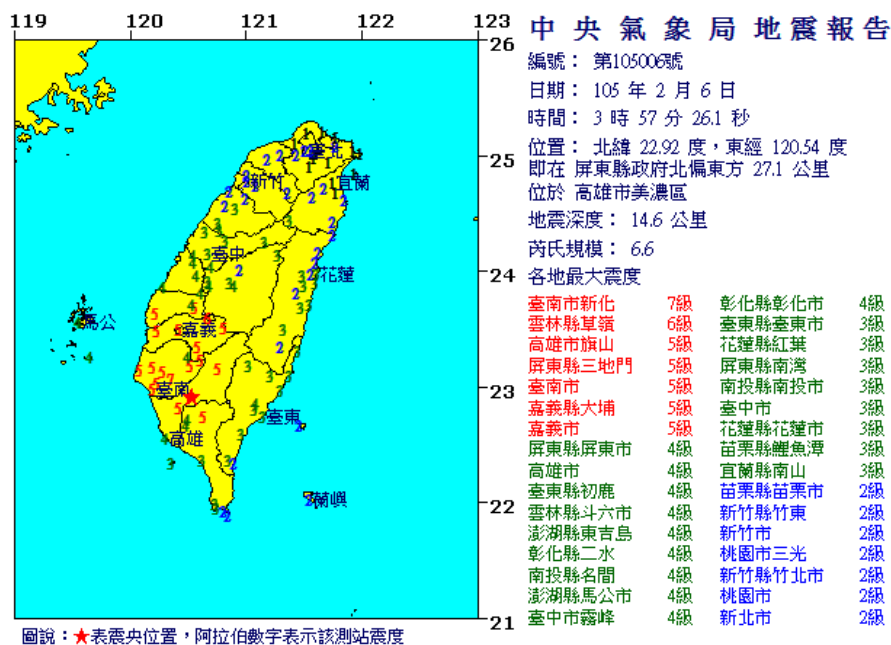 119 120 121 122 123
中央氣象局地震報告
26
編號： 第105006號
日期： 105 年 2 月 6 日
時間： 3 時 57 分 26.1 秒
位置： 北緯 22.92 度，東經 120.54 度
即在 屏東縣政府北偏東方 27.1 公里
位於 高雄市美濃區
地震深度： 14.6 公里
芮氏規模： 6.6
各地最大震度
臺南市新化 7級 彰化縣彰化市 4級
雲林縣草嶺 6級 臺東縣臺東市 3級
高雄市旗山 5級 花蓮縣紅葉 3級
屏東縣三地門 5級 屏東縣南灣 3級
臺南市 5級 南投縣南投市 3級
嘉義縣大埔 5級 臺中市 3級
嘉義市 5級 花蓮縣花蓮市 3級
屏東縣屏東市 4級 苗栗縣鯉魚潭 3級
高雄市 4級 宜蘭縣南山 3級
臺東縣初鹿 4級 苗栗縣苗栗市 2級
雲林縣斗六市 4級 新竹縣竹東 2級
澎湖縣東吉島 4級 新竹市 2級
彰化縣二水 4級 桃園市三光 2級
南投縣名間 4級 新竹縣竹北市 2級
澎湖縣馬公市 4級 桃園市 2級
臺中市霧峰 4級 新北市 2級
25
24
23
22
21
新竹
宜蘭
臺中
花蓮
馬公
嘉義
臺南
臺東
高雄
蘭嶼
圖說：★表震央位置，阿拉伯數字表示該測站震度